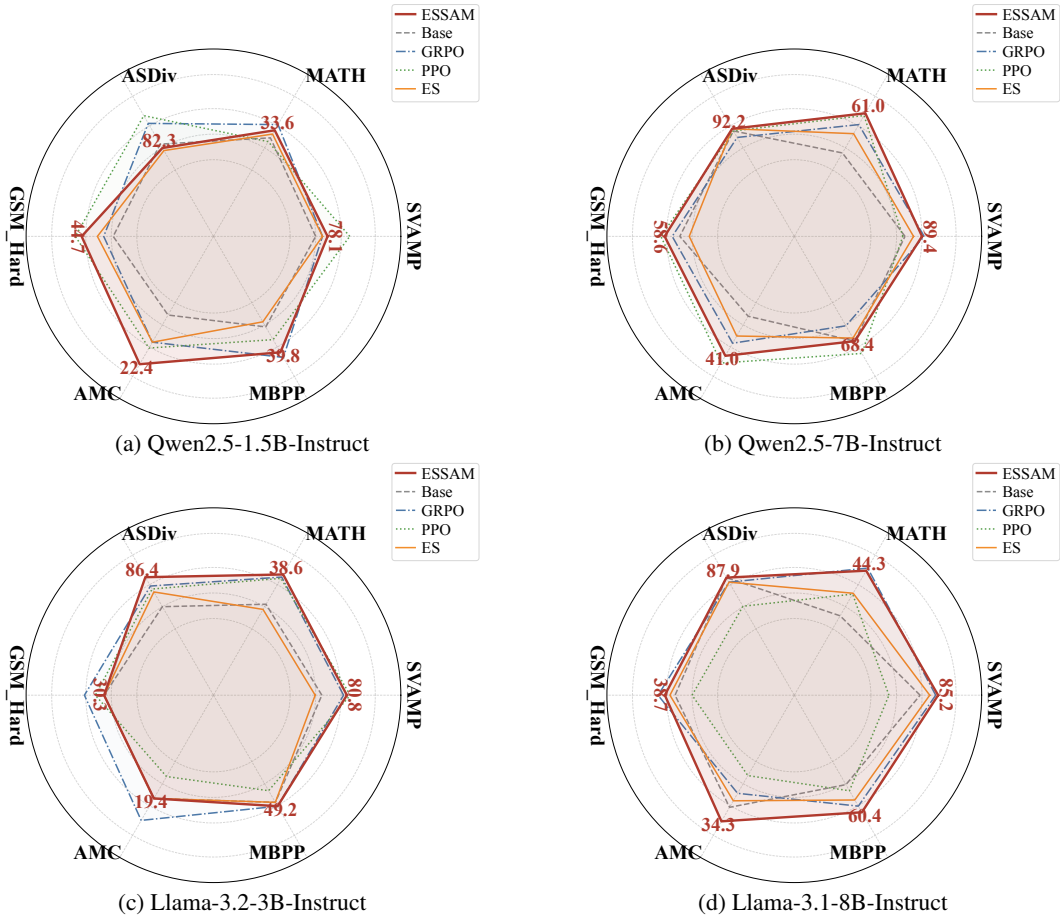 ESSAM
Base
GRPO
PPO
ES
ASDiv
MATH
GSM_Hard
SVAMP
AMC
MBPP
82.3
33.6
44.7
78.1
22.4
39.8
(a) Qwen2.5-1.5B-Instruct
ESSAM
Base
GRPO
PPO
ES
ASDiv
MATH
GSM_Hard
SVAMP
AMC
MBPP
92.2
61.0
58.6
89.4
41.0
68.4
(b) Qwen2.5-7B-Instruct
ESSAM
Base
GRPO
PPO
ES
ASDiv
MATH
GSM_Hard
SVAMP
AMC
MBPP
86.4
38.6
30.3
80.8
19.4
49.2
(c) Llama-3.2-3B-Instruct
ESSAM
Base
GRPO
PPO
ES
ASDiv
MATH
GSM_Hard
SVAMP
AMC
MBPP
87.9
44.3
38.7
85.2
34.3
60.4
(d) Llama-3.1-8B-Instruct